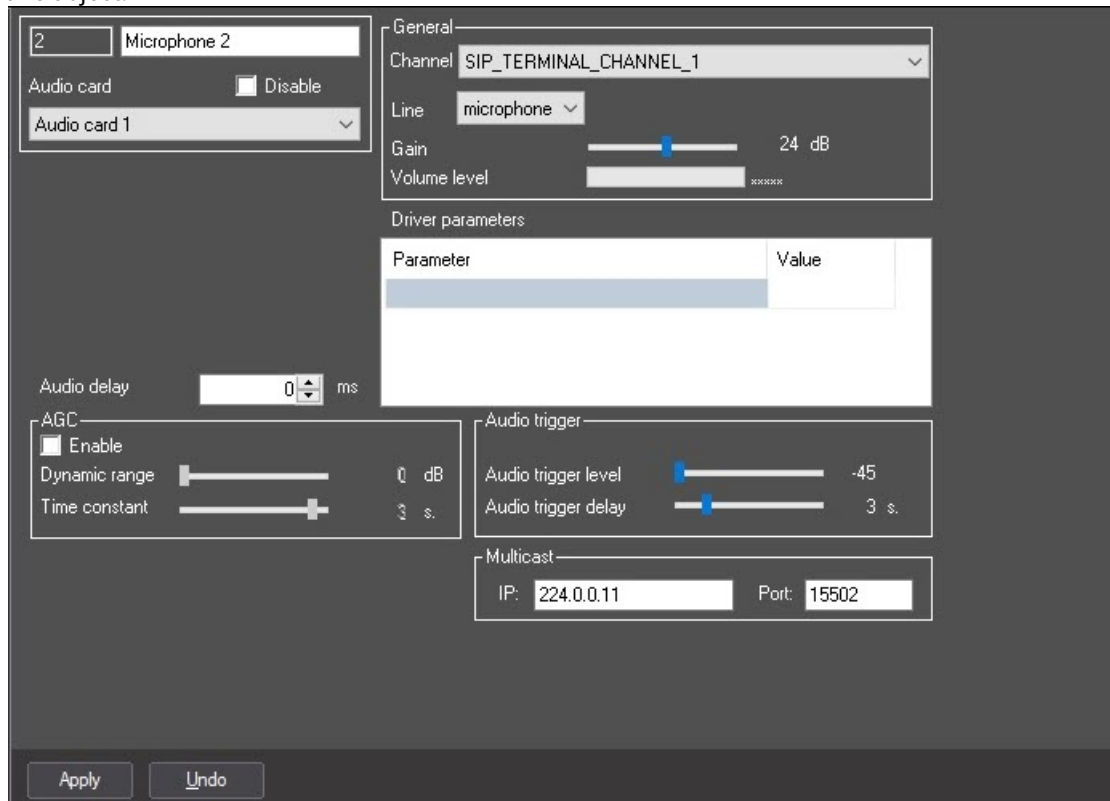 2 Microphone 2
Audio card Disable
Audio card 1
General
Channel SIP_TERMINAL_CHANNEL_1
Line microphone
Gain 24 dB
Volume level xxxxx
Driver parameters
Parameter Value
Audio delay 0 ms
AGC
Enable
Dynamic range 0 dB
Time constant 3 s.
Audio trigger
Audio trigger level -45
Audio trigger delay 3 s.
Multicast
IP: 224.0.0.11 Port: 15502
Apply Undo